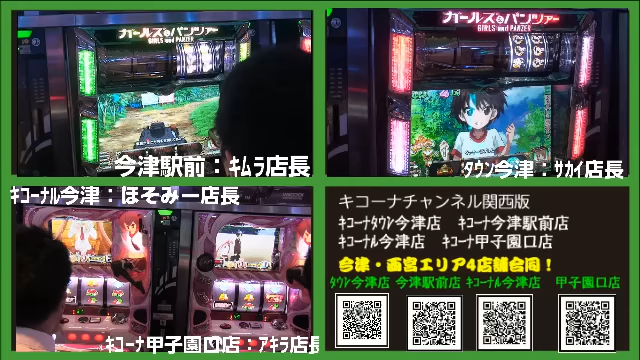 ガールズ&パンツァー
GIRLS and PANZER
今津駅前：ｷﾑﾗ店長
ガールズ&パンツァー
GIRLS and PANZER
ﾀｳﾝ今津：ｻｶｲ店長
ｷｺｰﾅﾙ今津：ほそみー店長
ｷｺｰﾅ甲子園口店：ｱｷﾗ店長
キコーナチャンネル関西版
ｷｺｰﾅﾀｳﾝ今津店　ｷｺｰﾅ今津駅前店
ｷｺｰﾅﾙ今津店　ｷｺｰﾅ甲子園口店
今津・西宮エリア4店舗合同！
ﾀｳﾝ今津店 今津駅前店 ｷｺｰﾅﾙ今津店 甲子園口店